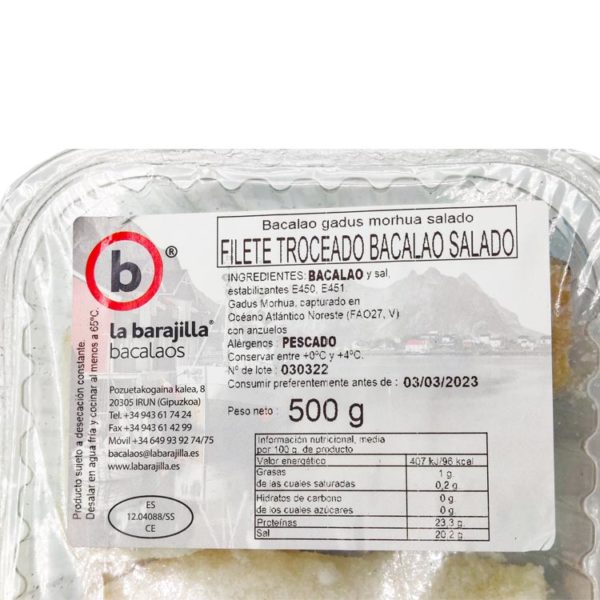 Bacalao gadus morhua salado
FILETE TROCEADO BACALAO SALADO
INGREDIENTES: BACALAO y sal,
estabilizantes E450, E451.
Gadus Morhua, capturado en
Océano Atlántico Noreste (FAO27, V)
con anzuelos
Alérgenos : PESCADO
Conservar entre +0ºC y +4ºC.
Nº de lote : 030322
Consumir preferentemente antes de : 03/03/2023
Peso neto : 500 g
Información nutricional, media
por 100 g. de producto
Valor energético 407 kJ/96 kcal
Grasas 1 g
de las cuales saturadas 0,2 g
Hidratos de carbono 0 g
de los cuales azúcares 0 g
Proteínas 23,3 g
Sal 20,2 g
b ®
la barajilla®
bacalaos
Pozuetakogaina kalea, 8
20305 IRUN (Gipuzkoa)
Tel. +34 943 61 74 24
Fax +34 943 61 42 99
Móvil +34 649 93 92 74/75
bacalaos@labarajilla.es
www.labarajilla.es
ES
12.04088/SS
CE
Producto sujeto a desecación constante.
Desalar en agua fría y cocinar al menos a 65ºC.